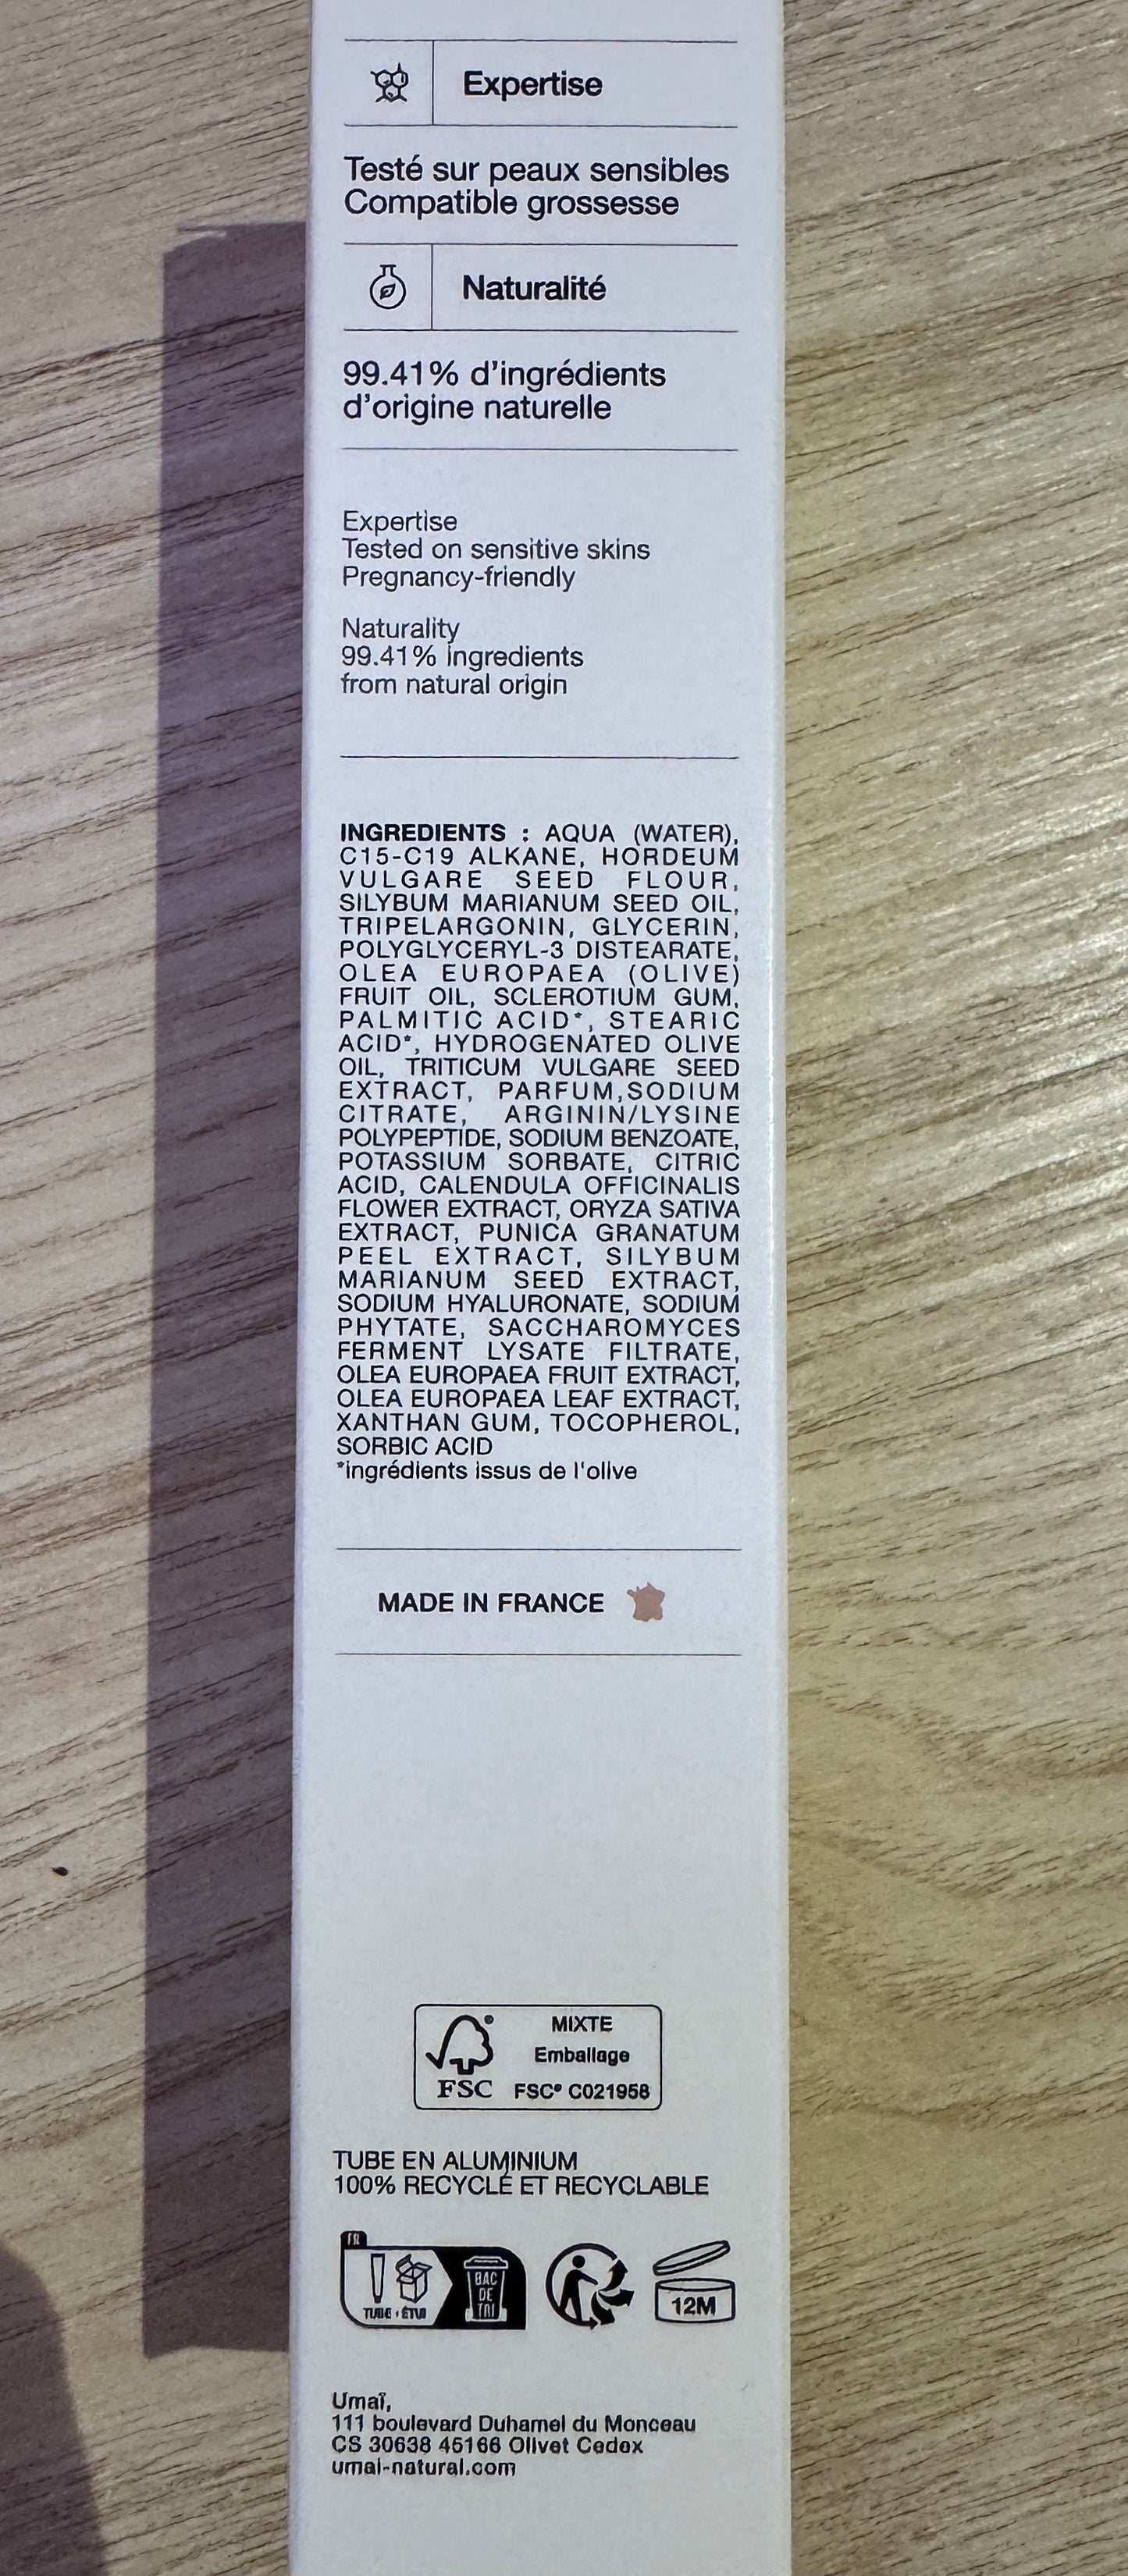 Expertise
Testé sur peaux sensibles
Compatible grossesse
Naturalité
99.41% d'ingrédients
d'origine naturelle
Expertise
Tested on sensitive skins
Pregnancy-friendly
Naturality
99.41% ingredients
from natural origin
INGREDIENTS : AQUA (WATER),
C15-C19 ALKANE, HORDEUM
VULGARE SEED FLOUR,
SILYBUM MARIANUM SEED OIL,
TRIPELARGONIN, GLYCERIN,
POLYGLYCERYL-3 DISTEARATE,
OLEA EUROPAEA (OLIVE)
FRUIT OIL, SCLEROTIUM GUM,
PALMITIC ACID*, STEARIC
ACID*, HYDROGENATED OLIVE
OIL, TRITICUM VULGARE SEED
EXTRACT, PARFUM,SODIUM
CITRATE, ARGININ/LYSINE
POLYPEPTIDE, SODIUM BENZOATE,
POTASSIUM SORBATE, CITRIC
ACID, CALENDULA OFFICINALIS
FLOWER EXTRACT, ORYZA SATIVA
EXTRACT, PUNICA GRANATUM
PEEL EXTRACT, SILYBUM
MARIANUM SEED EXTRACT,
SODIUM HYALURONATE, SODIUM
PHYTATE, SACCHAROMYCES
FERMENT LYSATE FILTRATE,
OLEA EUROPAEA FRUIT EXTRACT,
OLEA EUROPAEA LEAF EXTRACT,
XANTHAN GUM, TOCOPHEROL,
SORBIC ACID
*ingrédients issus de l'olive
MADE IN FRANCE
MIXTE
Emballage
FSC FSC® C021958
TUBE EN ALUMINIUM
100% RECYCLÉ ET RECYCLABLE
FR
TUBE + ÉTUI
BAC
DE
TRI
12M
Umaï,
111 boulevard Duhamel du Monceau
CS 30638 45166 Olivet Cedex
umai-natural.com